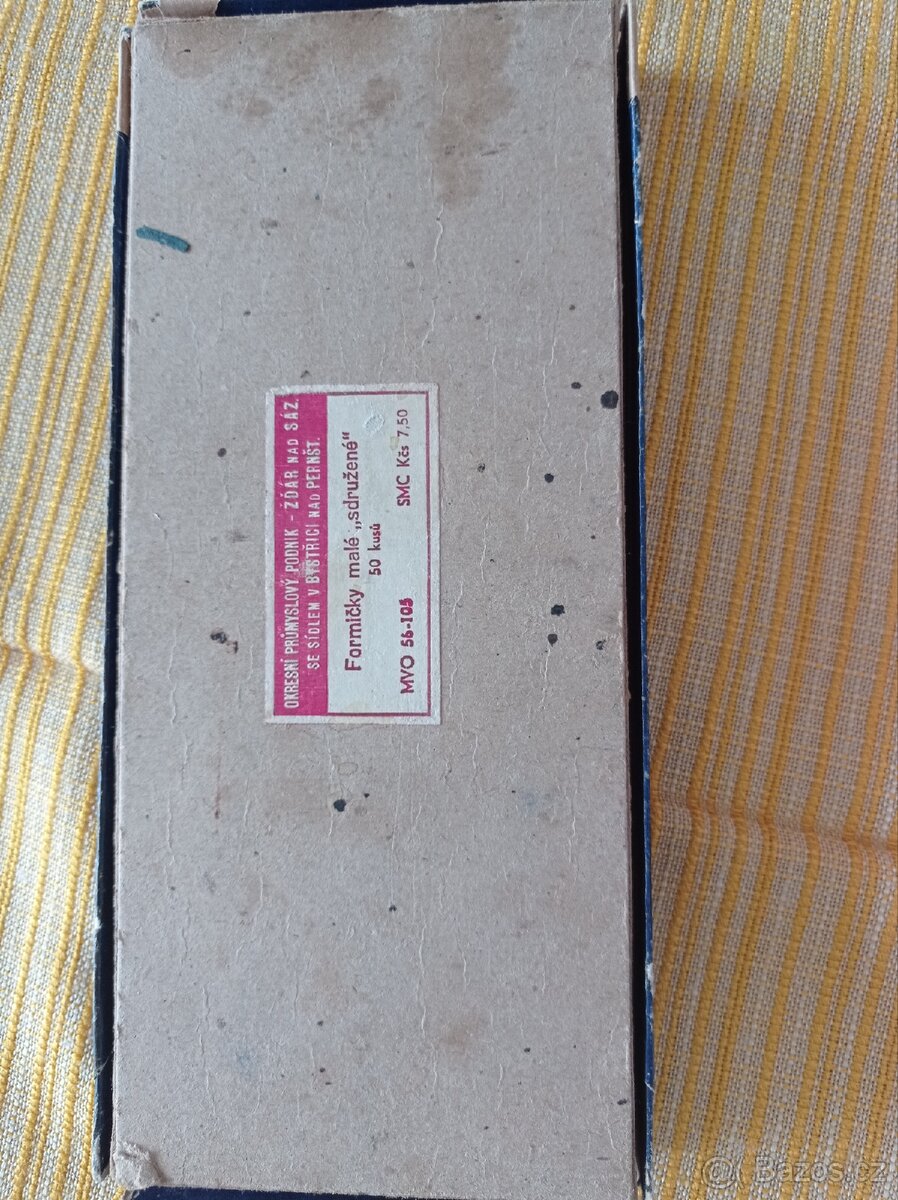 OKRESNÍ PRŮMYSLOVÝ PODNIK - ŽĎÁR NAD SÁZ.
SE SÍDLEM V BYSTŘICI NAD PERNŠT.
Formičky malé „sdružené"
50 kusů
MVO 56-105 SMC Kčs 7,50
© Bazos.cz